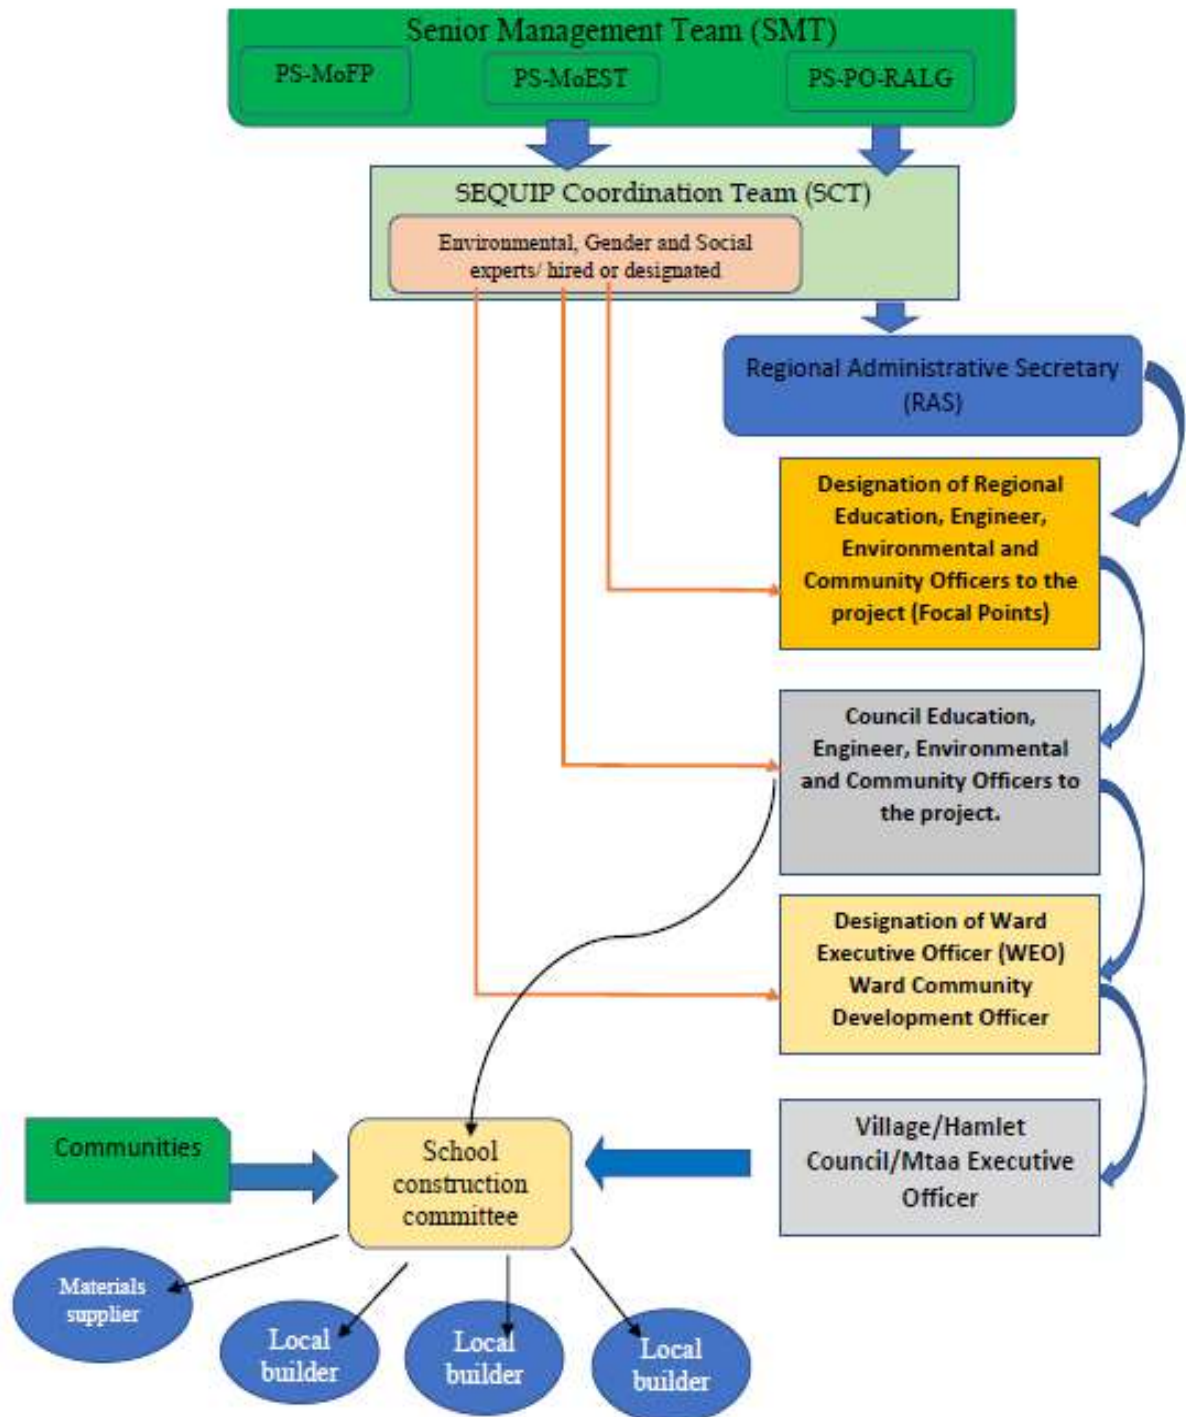 Senior Management Team (SMT)
PS-MoFP
PS-MoEST
PS-PO-RALG
SEQUIP Coordination Team (SCT)
Environmental, Gender and Social
experts/ hired or designated
Regional Administrative Secretary
(RAS)
Designation of Regional
Education, Engineer,
Environmental and
Community Officers to the
project (Focal Points)
Council Education,
Engineer, Environmental
and Community Officers to
the project.
Designation of Ward
Executive Officer (WEO)
Ward Community
Development Officer
Village/Hamlet
Council/Mtaa Executive
Officer
Communities
School
construction
committee
Materials
supplier
Local
builder
Local
builder
Local
builder